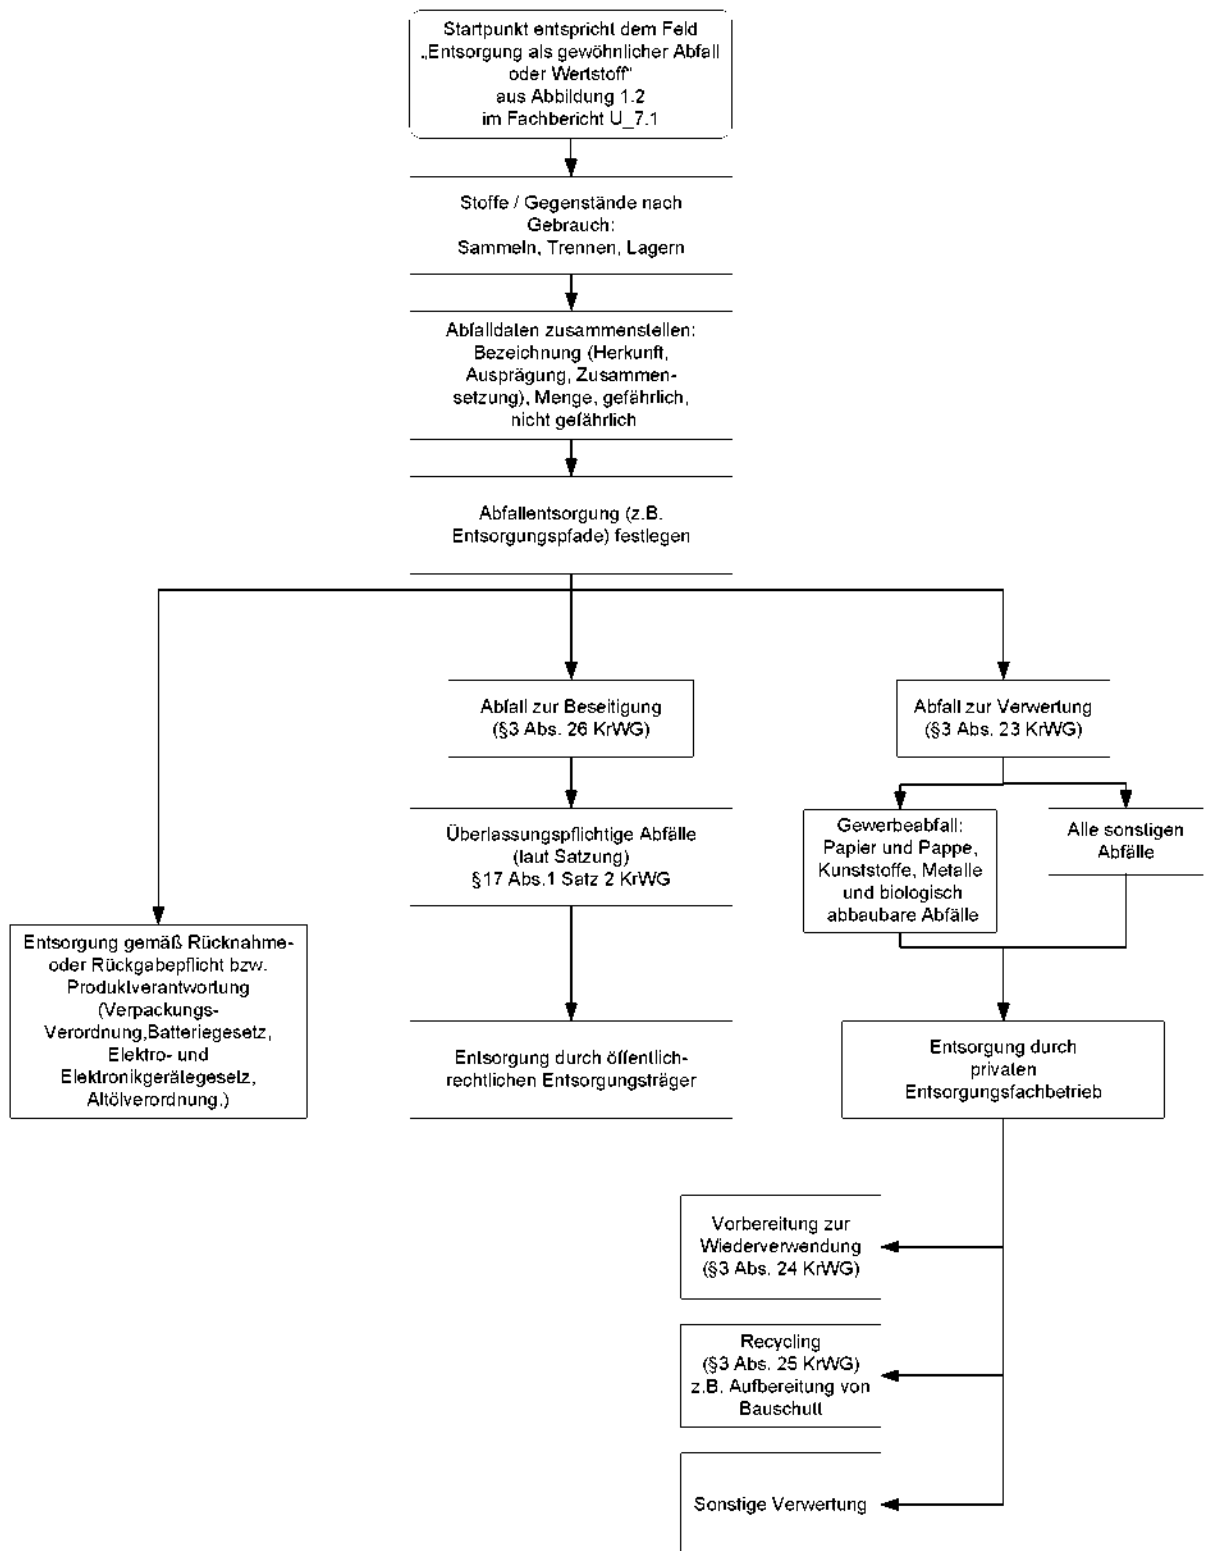 Startpunkt entspricht dem Feld
„Entsorgung als gewöhnlicher Abfall
oder Wertstoff“
aus Abbildung 1.2
im Fachbericht U_7.1
Stoffe / Gegenstände nach
Gebrauch:
Sammeln, Trennen, Lagern
Abfalldaten zusammenstellen:
Bezeichnung (Herkunft,
Ausprägung, Zusammen-
setzung), Menge, gefährlich,
nicht gefährlich
Abfallentsorgung (z.B.
Entsorgungspfade) festlegen
Abfall zur Beseitigung
(§3 Abs. 26 KrWG)
Abfall zur Verwertung
(§3 Abs. 23 KrWG)
Überlassungspflichtige Abfälle
(laut Satzung)
§17 Abs.1 Satz 2 KrWG
Gewerbeabfall:
Papier und Pappe,
Kunststoffe, Metalle
und biologisch
abbaubare Abfälle
Alle sonstigen
Abfälle
Entsorgung gemäß Rücknahme-
oder Rückgabepflicht bzw.
Produktverantwortung
(Verpackungs-
Verordnung,Batteriegesetz,
Elektro- und
Elektronikgerätegesetz,
Altölverordnung.)
Entsorgung durch öffentlich-
rechtlichen Entsorgungsträger
Entsorgung durch
privaten
Entsorgungsfachbetrieb
Vorbereitung zur
Wiederverwendung
(§3 Abs. 24 KrWG)
Recycling
(§3 Abs. 25 KrWG)
z.B. Aufbereitung von
Bauschutt
Sonstige Verwertung